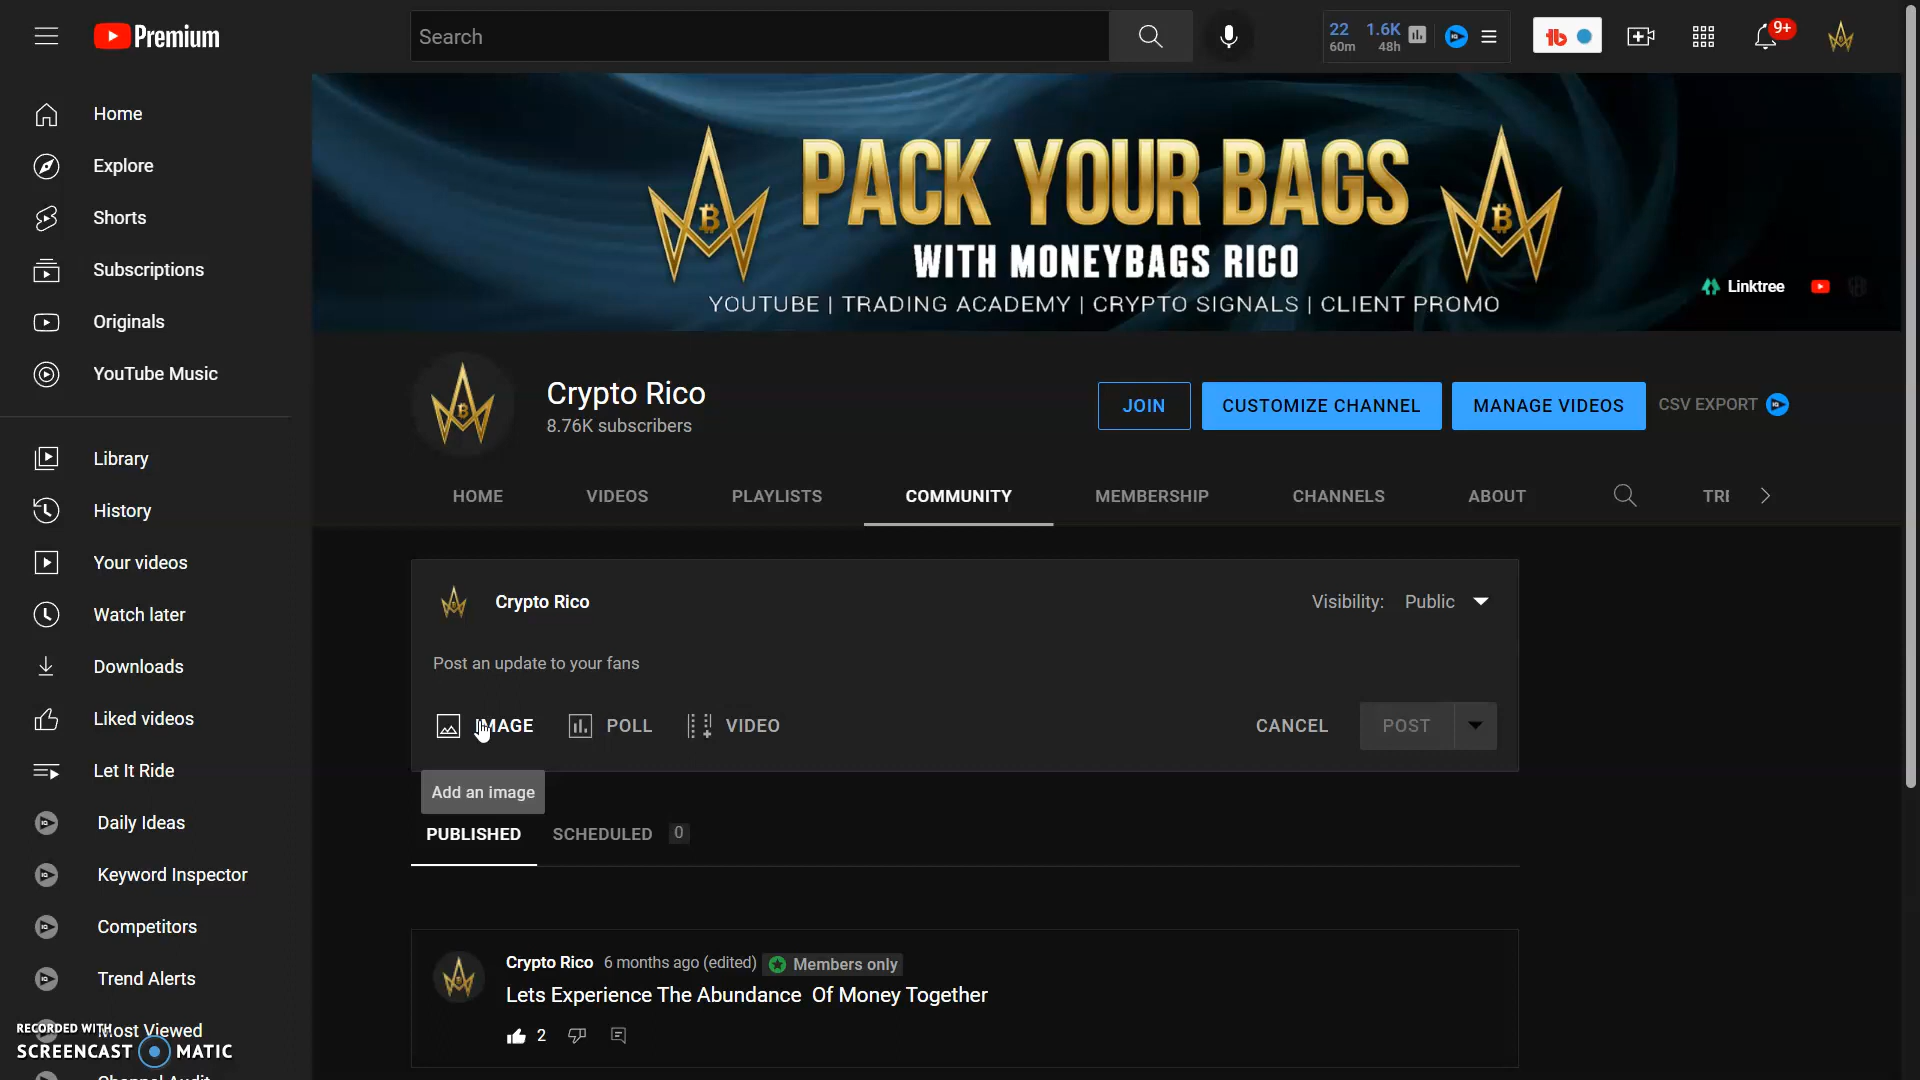 Premium
Search
22 1.6K
60m 48h
9+
Home
Explore
Shorts
Subscriptions
Originals
YouTube Music
Library
History
Your videos
Watch later
Downloads
Liked videos
Let It Ride
Daily Ideas
Keyword Inspector
Competitors
Trend Alerts
Most Viewed
RECORDED WITH
SCREENCAST MATIC
PACK YOUR BAGS
WITH MONEYBAGS RICO
YOUTUBE | TRADING ACADEMY | CRYPTO SIGNALS | CLIENT PROMO
Linktree
Crypto Rico
8.76K subscribers
JOIN
CUSTOMIZE CHANNEL
MANAGE VIDEOS
CSV EXPORT
HOME VIDEOS PLAYLISTS COMMUNITY MEMBERSHIP CHANNELS ABOUT TRE
Crypto Rico
Visibility: Public
Post an update to your fans
IMAGE POLL VIDEO CANCEL POST
Add an image
PUBLISHED SCHEDULED 0
Crypto Rico 6 months ago (edited) Members only
Lets Experience The Abundance Of Money Together
2